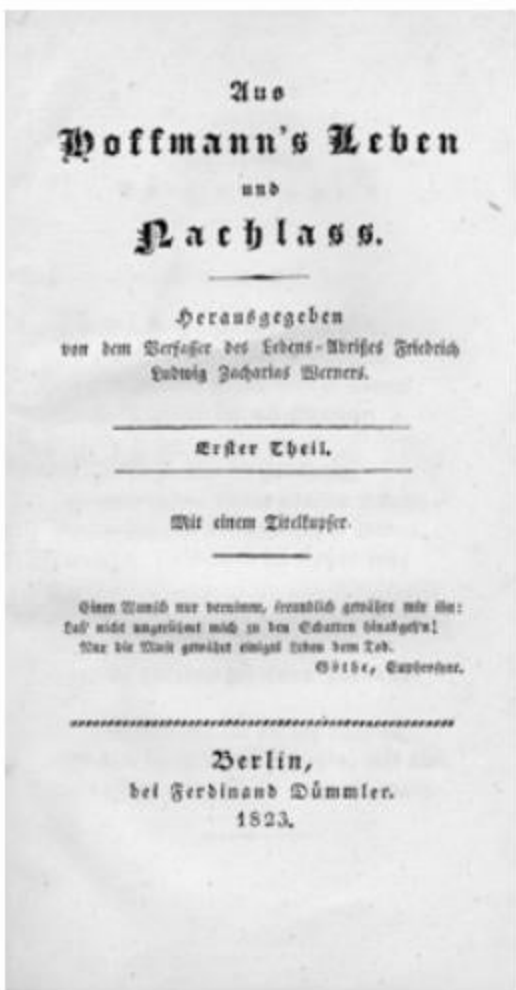 Aus
Hoffmann's Leben
und
Nachlass.
Herausgegeben
von dem Verfasser des Lebens-Abrißes Friedrich
Ludwig Zacharias Werners.
Erster Theil.
Mit einem Titelkupfer.
Einen Wunsch nur vernimm, freundlich gewähre mir ihn:
Laß' nicht ungerühmt mich zu den Schatten hinabgeh'n!
Nur die Muse gewährt einiges Leben dem Tod.
Göthe, Euphrosyne.
Berlin,
bei Ferdinand Dümmler.
1823.